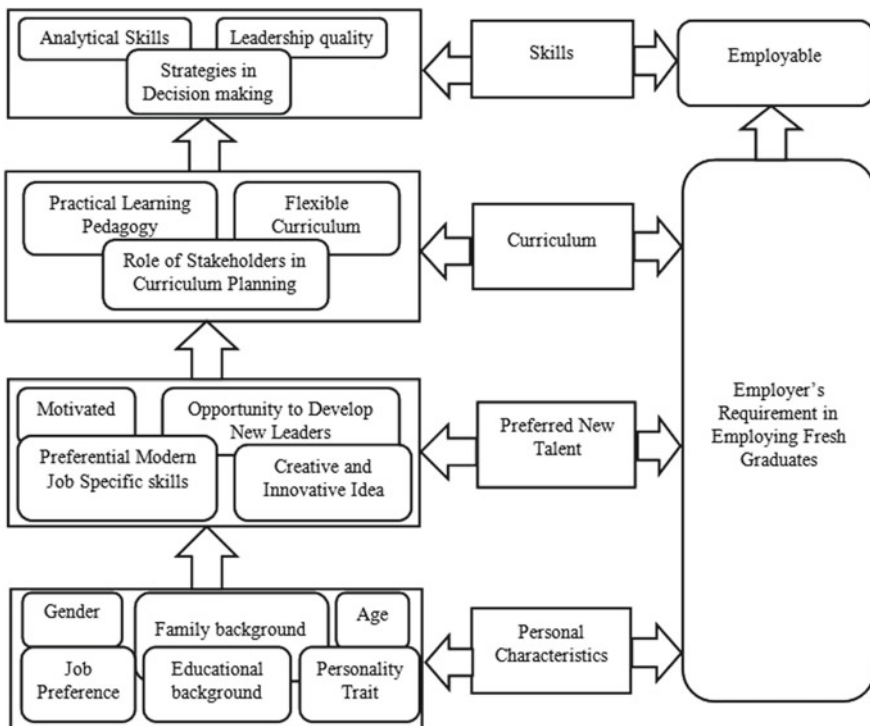 Analytical Skills
Leadership quality
Strategies in
Decision making
Skills
Employable
Practical Learning
Pedagogy
Flexible
Curriculum
Role of Stakeholders in
Curriculum Planning
Curriculum
Motivated
Opportunity to Develop
New Leaders
Preferential Modern
Job Specific skills
Creative and
Innovative Idea
Preferred New
Talent
Employer’s
Requirement in
Employing Fresh
Graduates
Gender
Family background
Age
Job
Preference
Educational
background
Personality
Trait
Personal
Characteristics